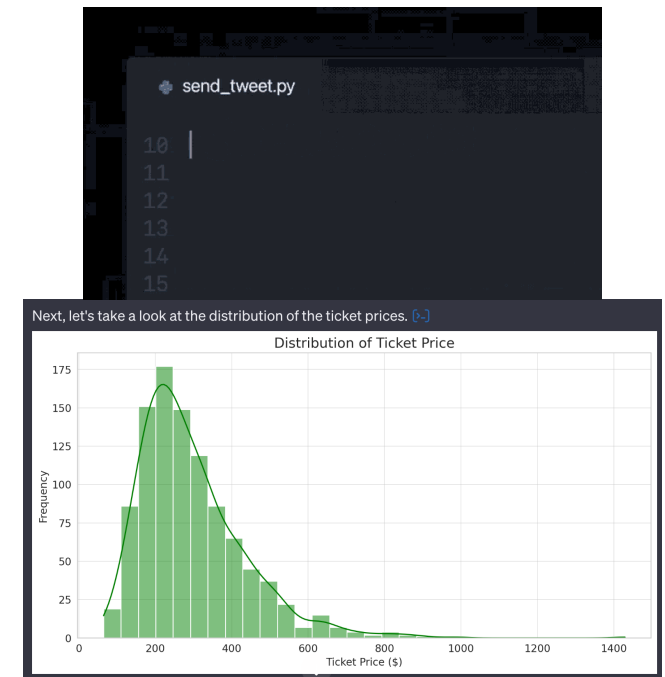 send_tweet.py
10
11
12
13
14
15
Next, let's take a look at the distribution of the ticket prices. [>_]
Distribution of Ticket Price
175
150
125
100
75
50
25
0
Frequency
0 200 400 600 800 1000 1200 1400
Ticket Price ($)